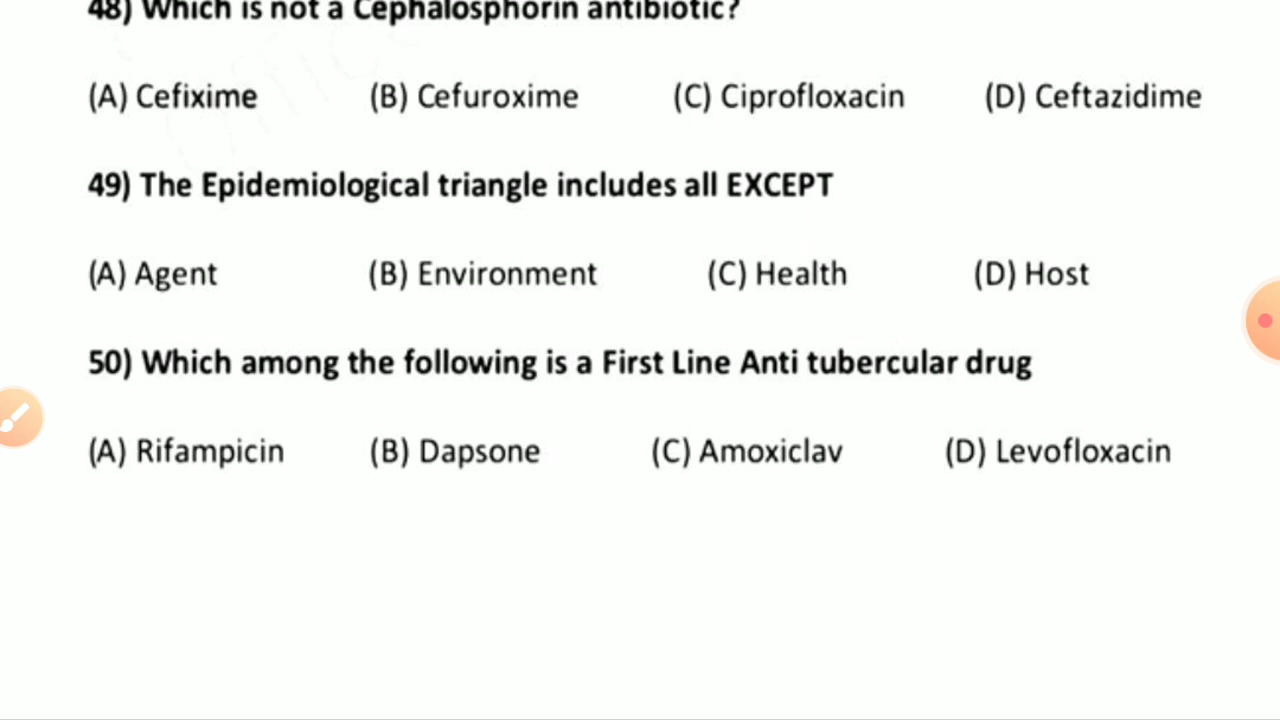 48) Which is not a Cephalosphorin antibiotic?
(A) Cefixime (B) Cefuroxime (C) Ciprofloxacin (D) Ceftazidime
49) The Epidemiological triangle includes all EXCEPT
(A) Agent (B) Environment (C) Health (D) Host
50) Which among the following is a First Line Anti tubercular drug
(A) Rifampicin (B) Dapsone (C) Amoxiclav (D) Levofloxacin